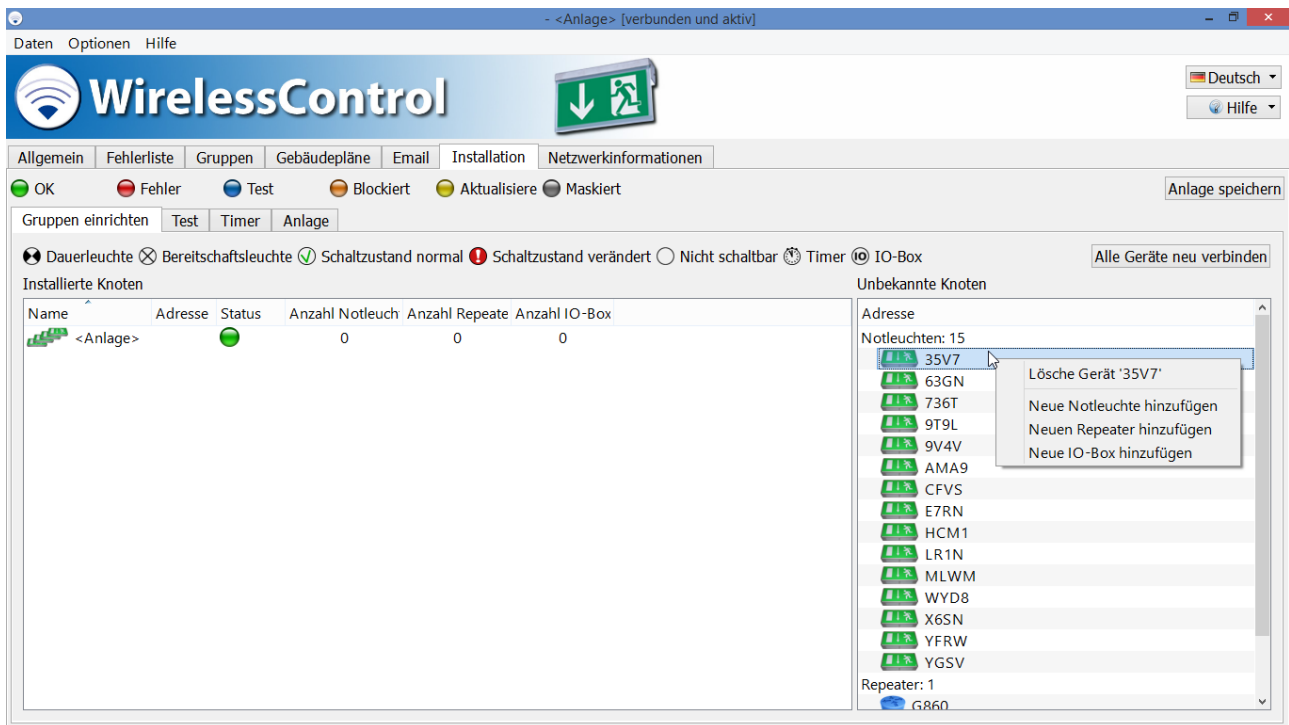 - <Anlage> [verbunden und aktiv]
Daten Optionen Hilfe
WirelessControl
Deutsch
Hilfe
Allgemein Fehlerliste Gruppen Gebäudepläne Email Installation Netzwerkinformationen
OK Fehler Test Blockiert Aktualisiere Maskiert Anlage speichern
Gruppen einrichten Test Timer Anlage
Dauerleuchte Bereitschaftsleuchte Schaltzustand normal Schaltzustand verändert Nicht schaltbar Timer IO IO-Box Alle Geräte neu verbinden
Installierte Knoten Unbekannte Knoten
Name Adresse Status Anzahl Notleuch Anzahl Repeate Anzahl IO-Box Adresse
<Anlage> 0 0 0
Notleuchten: 15
35V7
63GN
736T
9T9L
9V4V
AMA9
CFVS
E7RN
HCM1
LR1N
MLWM
WYD8
X6SN
YFRW
YGSV
Repeater: 1
G860
Lösche Gerät '35V7'
Neue Notleuchte hinzufügen
Neuen Repeater hinzufügen
Neue IO-Box hinzufügen